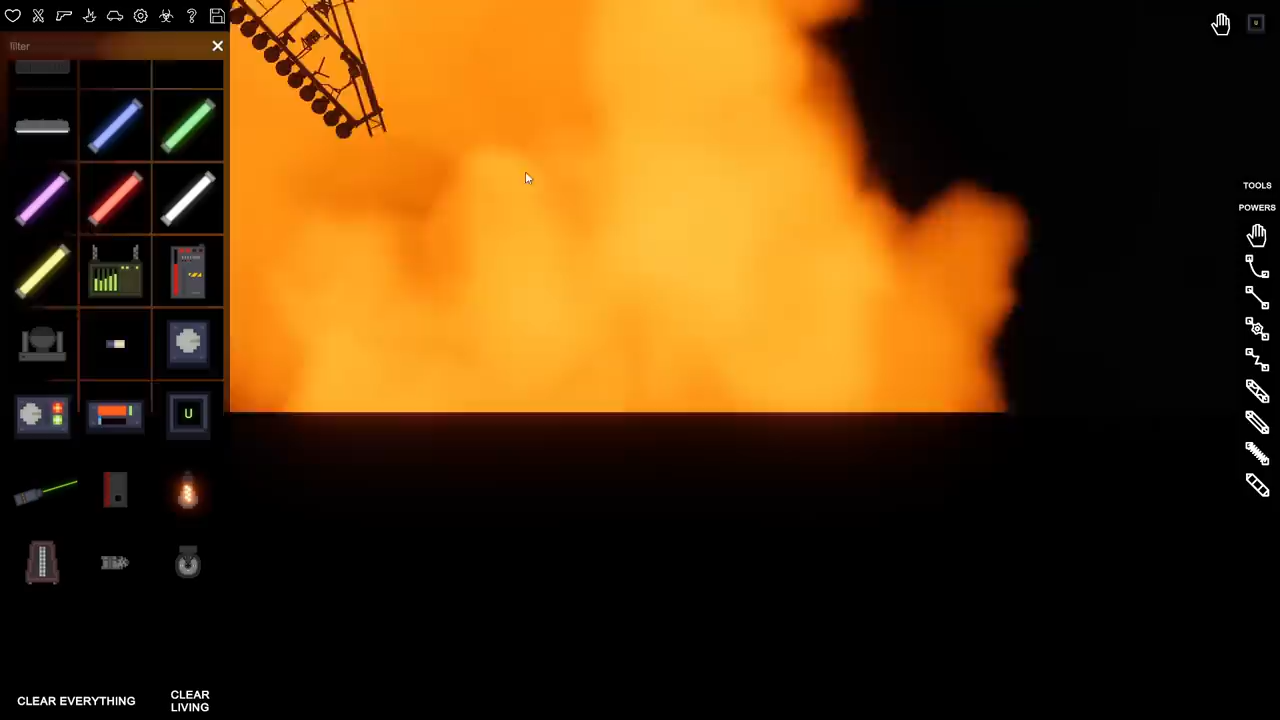 filter
U
U
TOOLS
POWERS
CLEAR EVERYTHING
CLEAR
LIVING